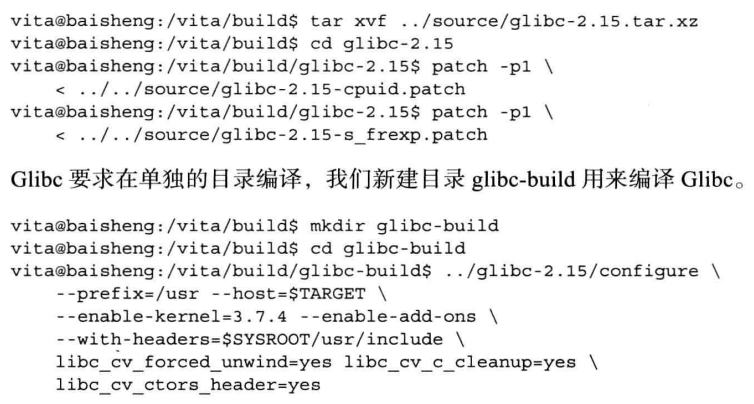 vita@baisheng:/vita/build$ tar xvf ../source/glibc-2.15.tar.xz
vita@baisheng:/vita/build$ cd glibc-2.15
vita@baisheng:/vita/build/glibc-2.15$ patch -p1 \
    < ../../source/glibc-2.15-cpuid.patch
vita@baisheng:/vita/build/glibc-2.15$ patch -p1 \
    < ../../source/glibc-2.15-s_frexp.patch
Glibc 要求在单独的目录编译，我们新建目录 glibc-build 用来编译 Glibc。
vita@baisheng:/vita/build$ mkdir glibc-build
vita@baisheng:/vita/build$ cd glibc-build
vita@baisheng:/vita/build/glibc-build$ ../glibc-2.15/configure \
    --prefix=/usr --host=$TARGET \
    --enable-kernel=3.7.4 --enable-add-ons \
    --with-headers=$SYSROOT/usr/include \
    libc_cv_forced_unwind=yes libc_cv_c_cleanup=yes \
    libc_cv_ctors_header=yes